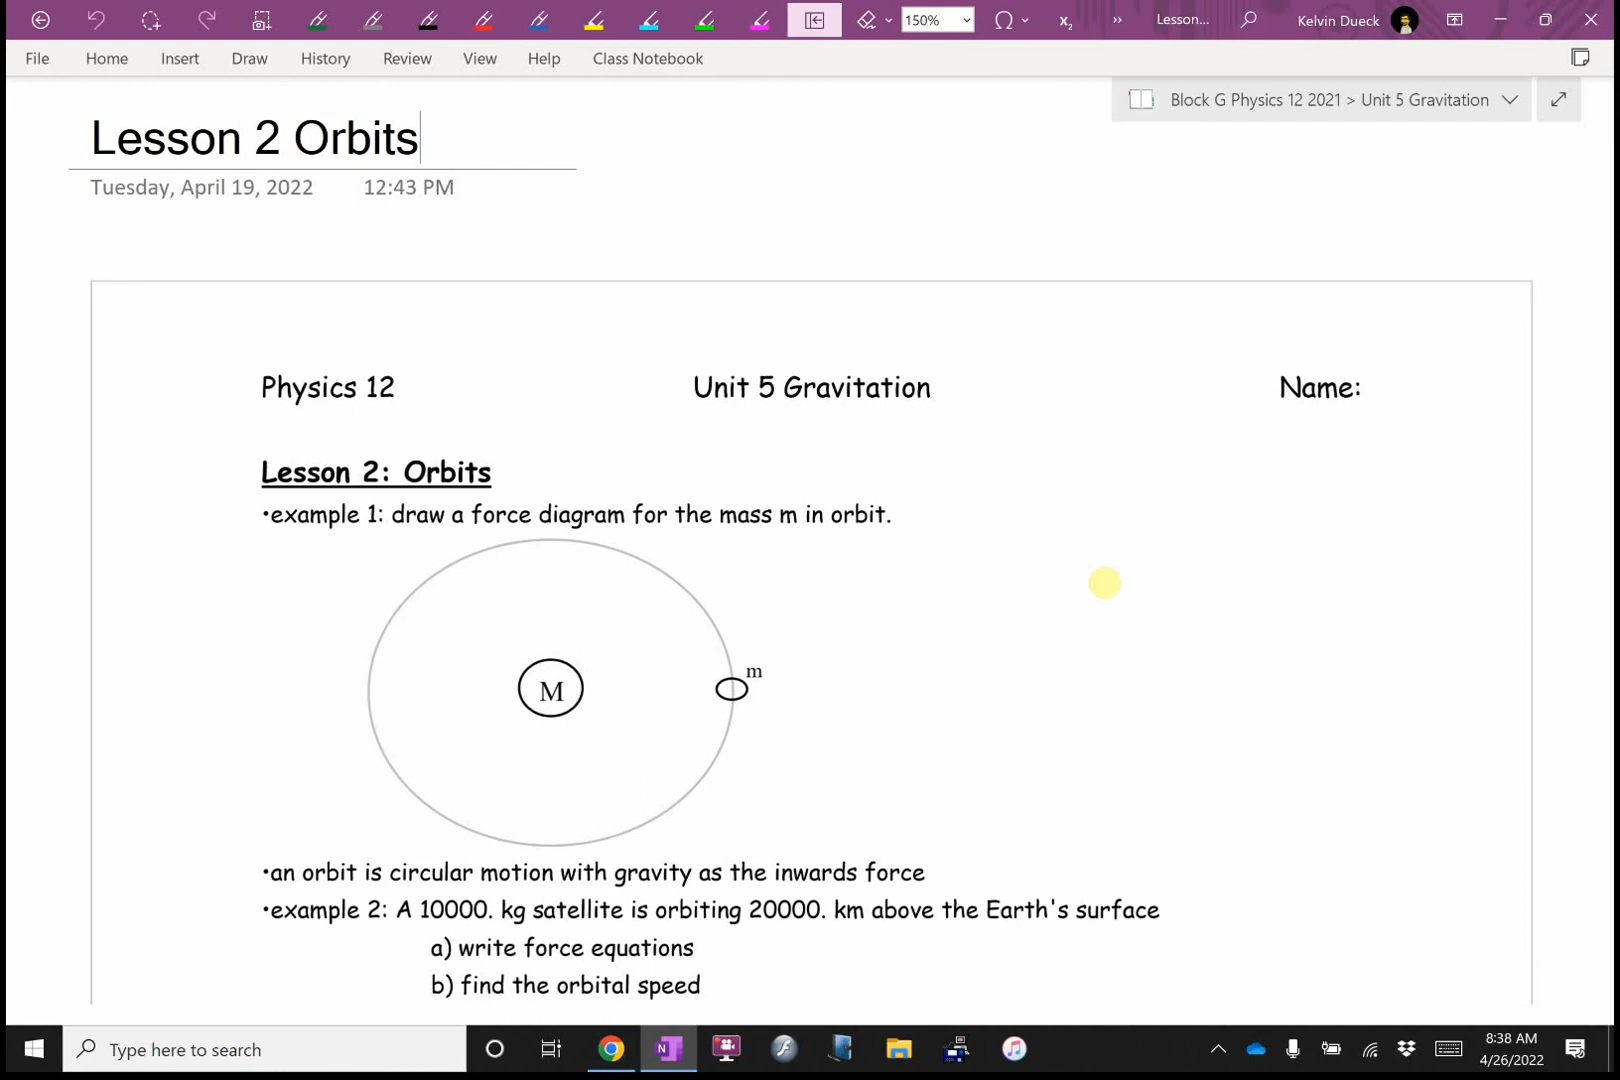 150%
Ω
x₂
»
Lesson...
Kelvin Dueck
File
Home
Insert
Draw
History
Review
View
Help
Class Notebook
Block G Physics 12 2021 > Unit 5 Gravitation
Lesson 2 Orbits
Tuesday, April 19, 2022 12:43 PM
Physics 12 Unit 5 Gravitation Name:
Lesson 2: Orbits
•example 1: draw a force diagram for the mass m in orbit.
m
M
•an orbit is circular motion with gravity as the inwards force
•example 2: A 10000. kg satellite is orbiting 20000. km above the Earth's surface
a) write force equations
b) find the orbital speed
Type here to search
N
8:38 AM
4/26/2022